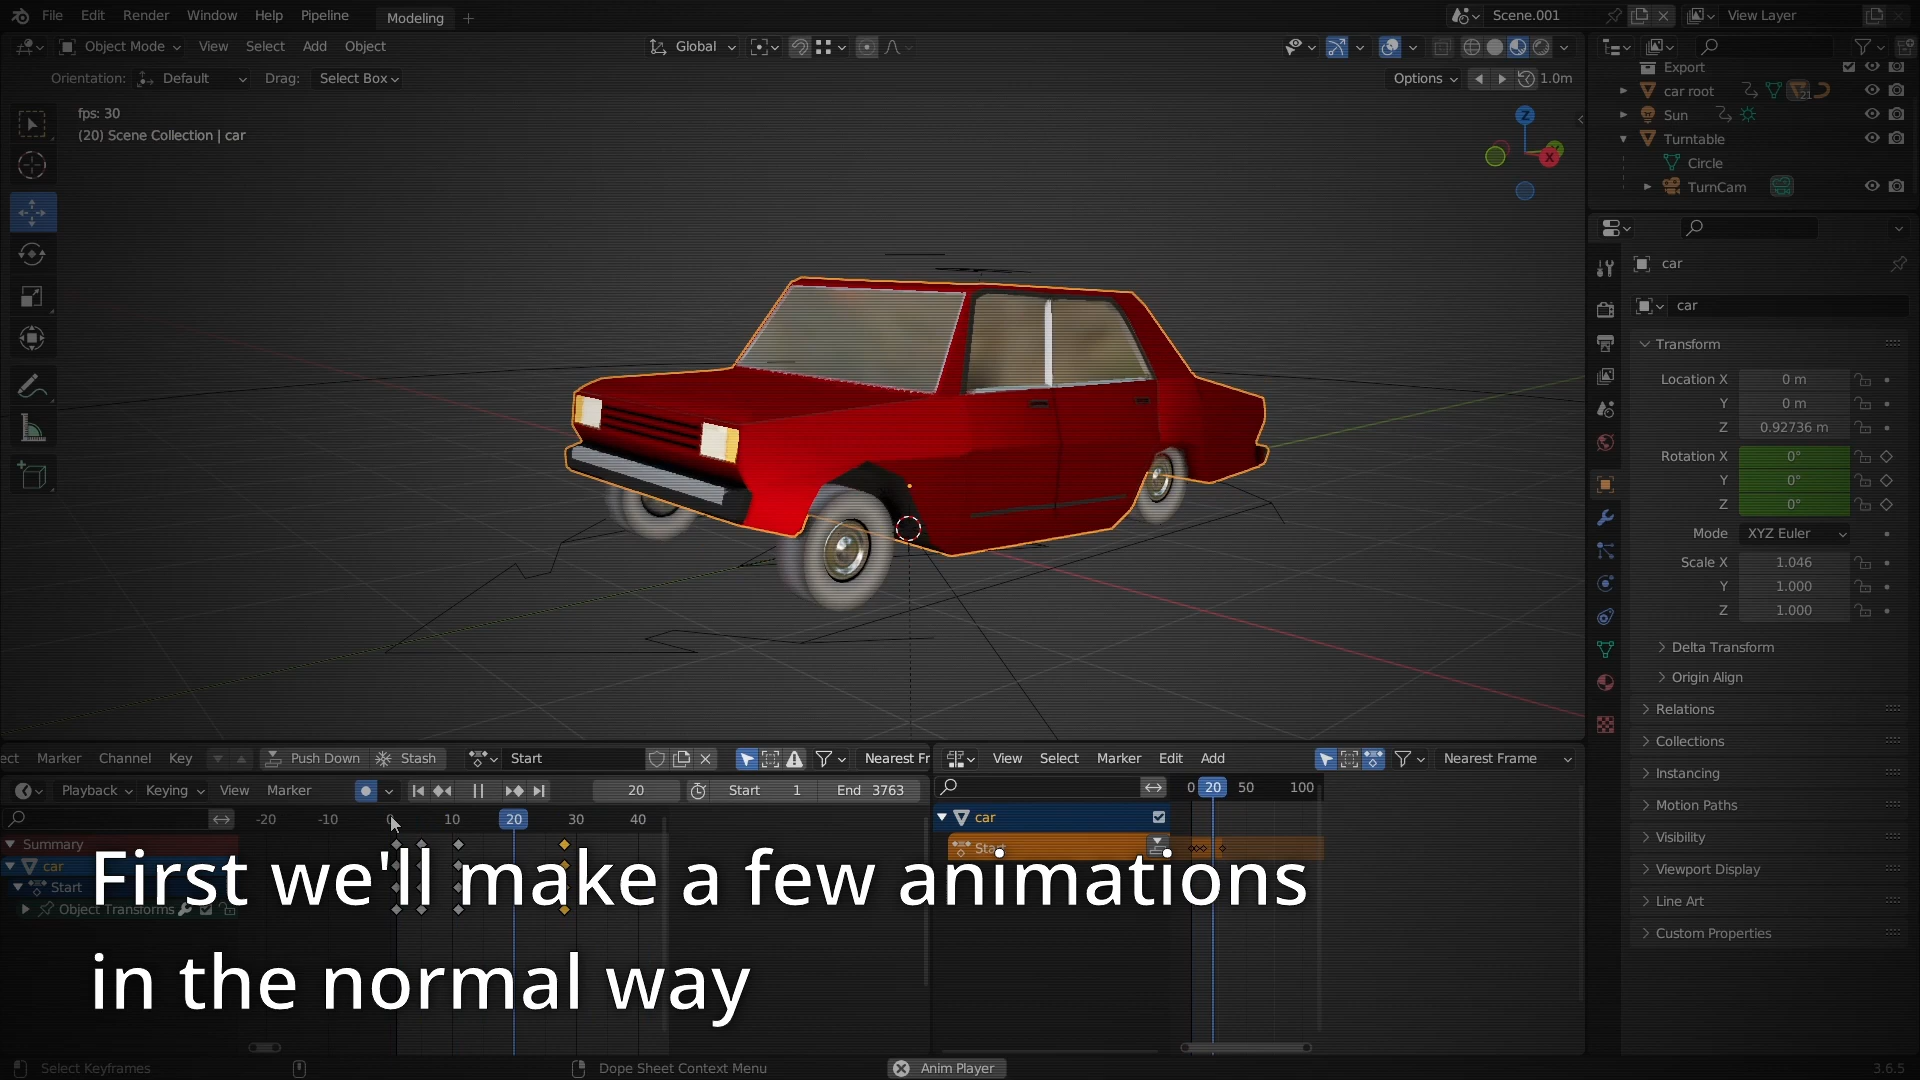 File Edit Render Window Help Pipeline Modeling Scene.001 View Layer
Object Mode View Select Add Object Global
Orientation: Default Drag: Select Box Options 1.0m
fps: 30
(20) Scene Collection | car
Z
X
Export
car root 21
Sun
Turntable
Circle
TurnCam
car
car
Transform
Location X 0 m
Y 0 m
Z 0.92736 m
Rotation X 0°
Y 0°
Z 0°
Mode XYZ Euler
Scale X 1.046
Y 1.000
Z 1.000
Delta Transform
Origin Align
Relations
Collections
Instancing
Motion Paths
Visibility
Viewport Display
Line Art
Custom Properties
ect Marker Channel Key Push Down Stash Start Nearest Fr
Playback Keying View Marker 20 Start 1 End 3763
-20 -10 0 10 20 30 40
Summary
car
Start
Object Transforms
View Select Marker Edit Add Nearest Frame
0 20 50 100
car
Start
First we'll make a few animations
in the normal way
Select Keyframes Dope Sheet Context Menu Anim Player 3.6.5